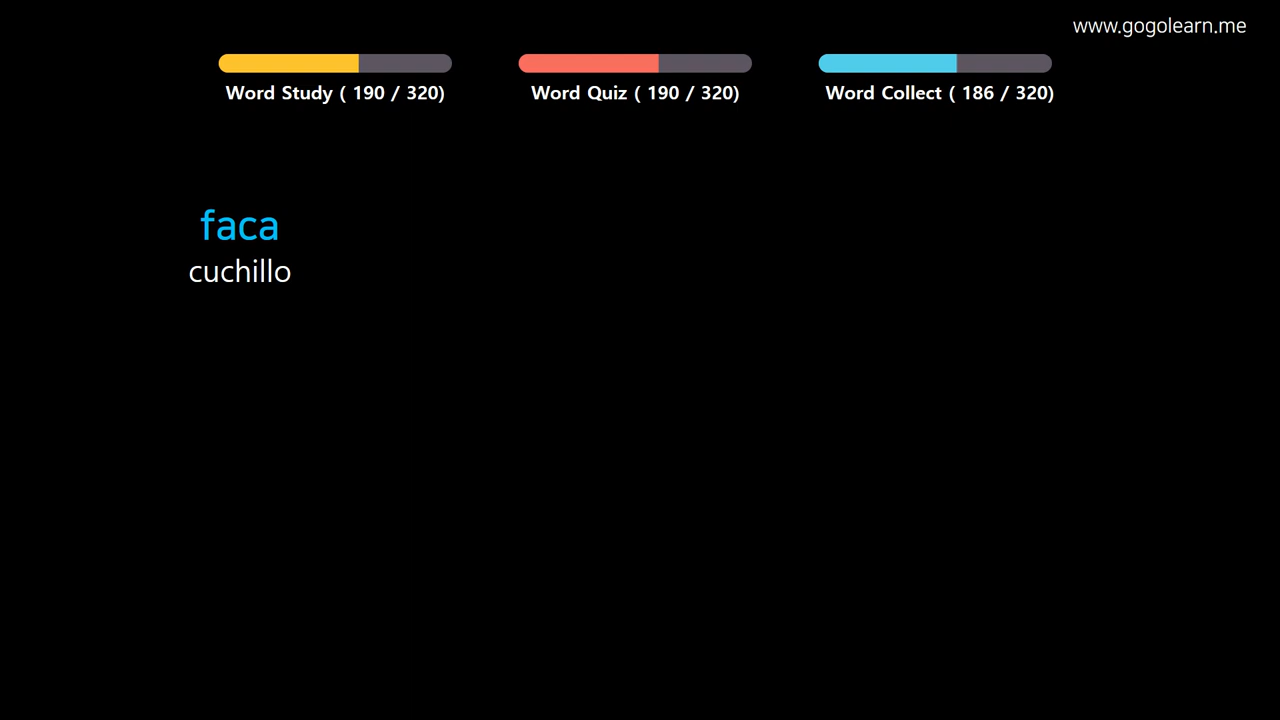 www.gogolearn.me
Word Study ( 190 / 320)
Word Quiz ( 190 / 320)
Word Collect ( 186 / 320)
faca
cuchillo